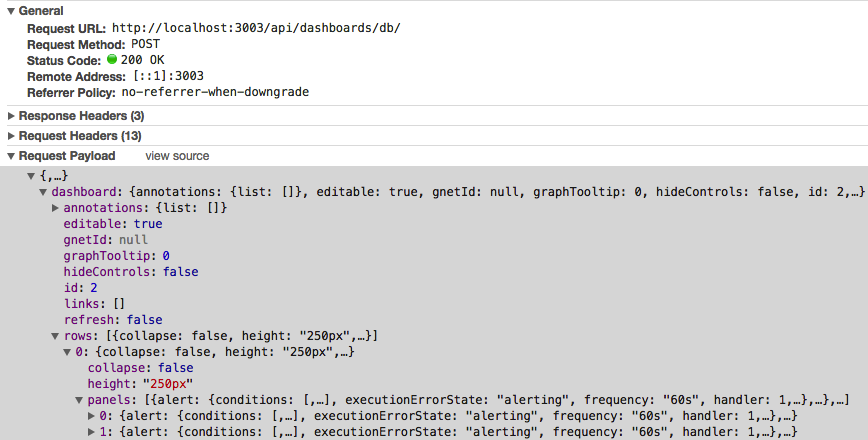 General
Request URL: http://localhost:3003/api/dashboards/db/
Request Method: POST
Status Code: 200 OK
Remote Address: [::1]:3003
Referrer Policy: no-referrer-when-downgrade
Response Headers (3)
Request Headers (13)
Request Payload view source
{,…}
dashboard: {annotations: {list: []}, editable: true, gnetId: null, graphTooltip: 0, hideControls: false, id: 2,…}
annotations: {list: []}
editable: true
gnetId: null
graphTooltip: 0
hideControls: false
id: 2
links: []
refresh: false
rows: [{collapse: false, height: "250px",…}]
0: {collapse: false, height: "250px",…}
collapse: false
height: "250px"
panels: [{alert: {conditions: [,…], executionErrorState: "alerting", frequency: "60s", handler: 1,…},…},…]
0: {alert: {conditions: [,…], executionErrorState: "alerting", frequency: "60s", handler: 1,…},…}
1: {alert: {conditions: [,…], executionErrorState: "alerting", frequency: "60s", handler: 1,…},…}